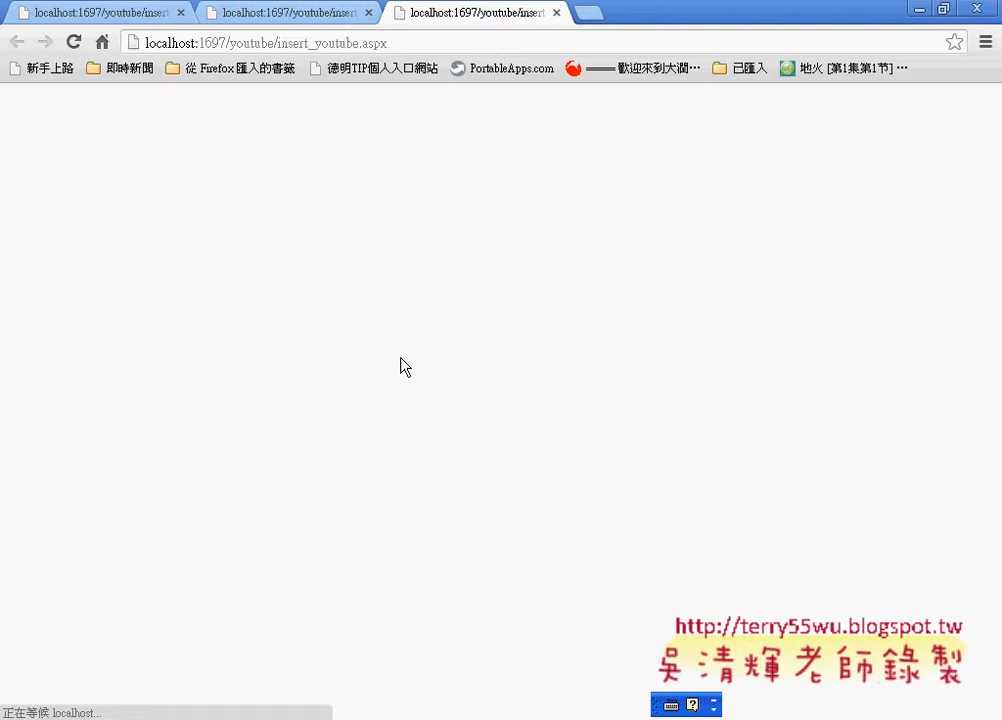 localhost:1697/youtube/insert
localhost:1697/youtube/insert
localhost:1697/youtube/insert
localhost:1697/youtube/insert_youtube.aspx
新手上路
即時新聞
從 Firefox 匯入的書籤
德明TIP個人入口網站
PortableApps.com
━━━歡迎來到大潤…
已匯入
地火 [第1集第1节] …
http://terry55wu.blogspot.tw
吳清輝老師錄製
正在等候 localhost...